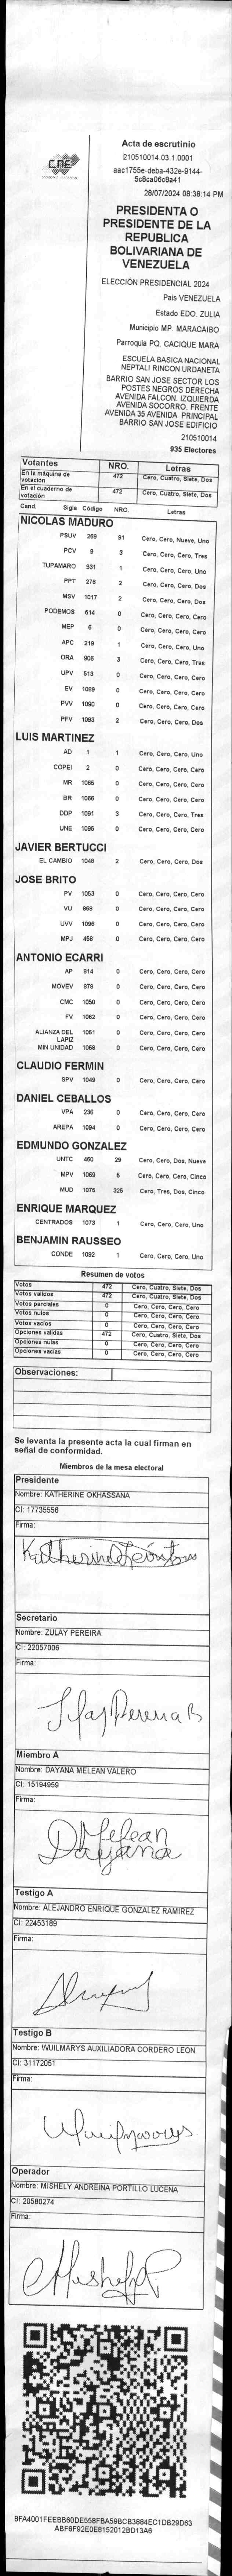 CNE
Acta de escrutinio
210510014.03.1.0001
aac1755e-deba-432e-9144-
5c8ca06c8a41
28/07/2024 08:38:14 PM
PRESIDENTA O
PRESIDENTE DE LA
REPUBLICA
BOLIVARIANA DE
VENEZUELA
ELECCIÓN PRESIDENCIAL 2024
Pais VENEZUELA
Estado EDO. ZULIA
Municipio MP. MARACAIBO
Parroquia PQ. CACIQUE MARA
ESCUELA BASICA NACIONAL
NEPTALI RINCON URDANETA
BARRIO SAN JOSE SECTOR LOS
POSTES NEGROS DERECHA
AVENIDA FALCON. IZQUIERDA
AVENIDA SOCORRO. FRENTE
AVENIDA 35 AVENIDA PRINCIPAL
BARRIO SAN JOSE EDIFICIO
210510014
935 Electores
Votantes NRO. Letras
En la máquina de votación 472 Cero, Cuatro, Siete, Dos
En el cuaderno de votación 472 Cero, Cuatro, Siete, Dos
Cand. Sigla Código NRO. Letras
NICOLAS MADURO
PSUV 269 91 Cero, Cero, Nueve, Uno
PCV 9 3 Cero, Cero, Cero, Tres
TUPAMARO 931 1 Cero, Cero, Cero, Uno
PPT 276 2 Cero, Cero, Cero, Dos
MSV 1017 2 Cero, Cero, Cero, Dos
PODEMOS 514 0 Cero, Cero, Cero, Cero
MEP 6 0 Cero, Cero, Cero, Cero
APC 219 1 Cero, Cero, Cero, Uno
ORA 906 3 Cero, Cero, Cero, Tres
UPV 513 0 Cero, Cero, Cero, Cero
EV 1089 0 Cero, Cero, Cero, Cero
PVV 1090 0 Cero, Cero, Cero, Cero
PFV 1093 2 Cero, Cero, Cero, Dos
LUIS MARTINEZ
AD 1 1 Cero, Cero, Cero, Uno
COPEI 2 0 Cero, Cero, Cero, Cero
MR 1065 0 Cero, Cero, Cero, Cero
BR 1066 0 Cero, Cero, Cero, Cero
DDP 1091 3 Cero, Cero, Cero, Tres
UNE 1095 0 Cero, Cero, Cero, Cero
JAVIER BERTUCCI
EL CAMBIO 1048 2 Cero, Cero, Cero, Dos
JOSE BRITO
PV 1053 0 Cero, Cero, Cero, Cero
VU 868 0 Cero, Cero, Cero, Cero
UVV 1096 0 Cero, Cero, Cero, Cero
MPJ 458 0 Cero, Cero, Cero, Cero
ANTONIO ECARRI
AP 814 0 Cero, Cero, Cero, Cero
MOVEV 878 0 Cero, Cero, Cero, Cero
CMC 1050 0 Cero, Cero, Cero, Cero
FV 1062 0 Cero, Cero, Cero, Cero
ALIANZA DEL LAPIZ 1051 0 Cero, Cero, Cero, Cero
MIN UNIDAD 1068 0 Cero, Cero, Cero, Cero
CLAUDIO FERMIN
SPV 1049 0 Cero, Cero, Cero, Cero
DANIEL CEBALLOS
VPA 236 0 Cero, Cero, Cero, Cero
AREPA 1094 0 Cero, Cero, Cero, Cero
EDMUNDO GONZALEZ
UNTC 460 29 Cero, Cero, Dos, Nueve
MPV 1069 5 Cero, Cero, Cero, Cinco
MUD 1075 325 Cero, Tres, Dos, Cinco
ENRIQUE MARQUEZ
CENTRADOS 1073 1 Cero, Cero, Cero, Uno
BENJAMIN RAUSSEO
CONDE 1092 1 Cero, Cero, Cero, Uno
Resumen de votos
Votos 472 Cero, Cuatro, Siete, Dos
Votos validos 472 Cero, Cuatro, Siete, Dos
Votos parciales 0 Cero, Cero, Cero, Cero
Votos nulos 0 Cero, Cero, Cero, Cero
Votos vacios 0 Cero, Cero, Cero, Cero
Opciones validas 472 Cero, Cuatro, Siete, Dos
Opciones nulas 0 Cero, Cero, Cero, Cero
Opciones vacias 0 Cero, Cero, Cero, Cero
Observaciones:
Se levanta la presente acta la cual firman en
señal de conformidad.
Miembros de la mesa electoral
Presidente
Nombre: KATHERINE OKHASSANA
CI: 17735556
Firma:
Secretario
Nombre: ZULAY PEREIRA
CI: 22057006
Firma:
Miembro A
Nombre: DAYANA MELEAN VALERO
CI: 15194959
Firma:
DMelean
Dayana
Testigo A
Nombre: ALEJANDRO ENRIQUE GONZALEZ RAMIREZ
CI: 22453189
Firma:
Testigo B
Nombre: WUILMARYS AUXILIADORA CORDERO LEON
CI: 31172051
Firma:
Operador
Nombre: MISHELY ANDREINA PORTILLO LUCENA
CI: 20580274
Firma:
8FA4001FEEBB60DE558FBA59BCB3884EC1DB29D63
ABF6F92E0E8152012BD13A6